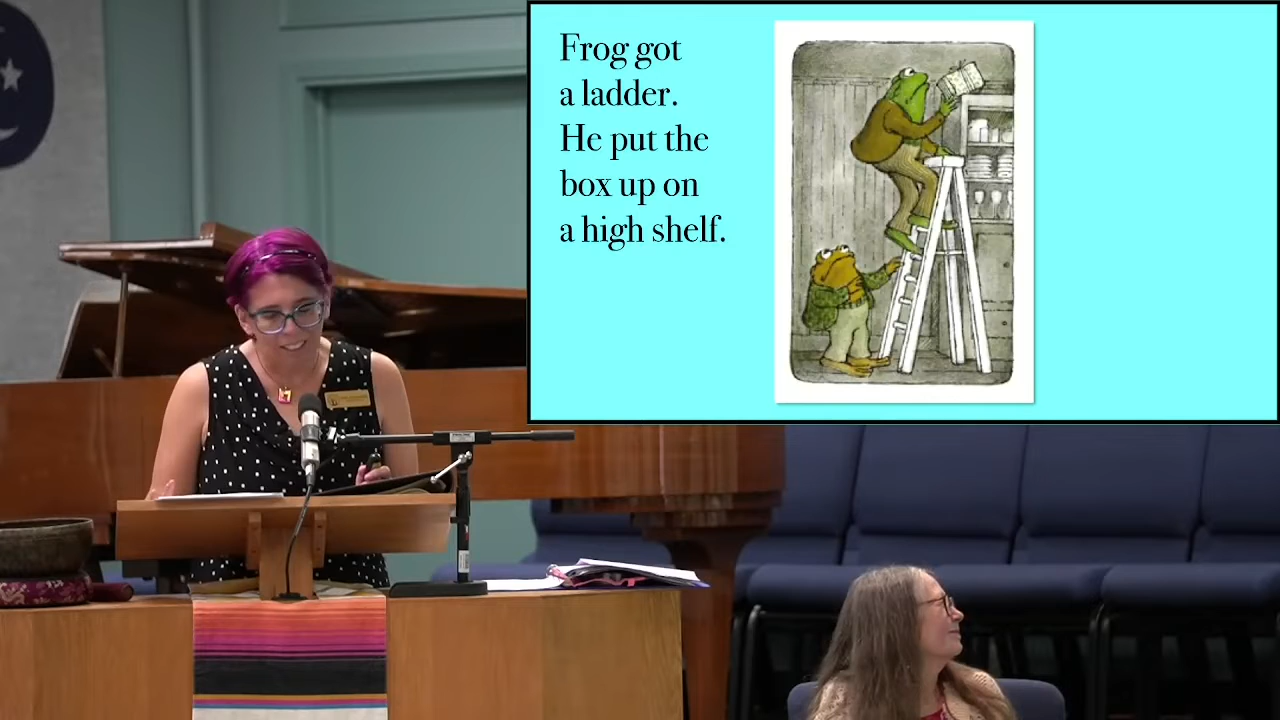 Frog got
a ladder.
He put the
box up on
a high shelf.